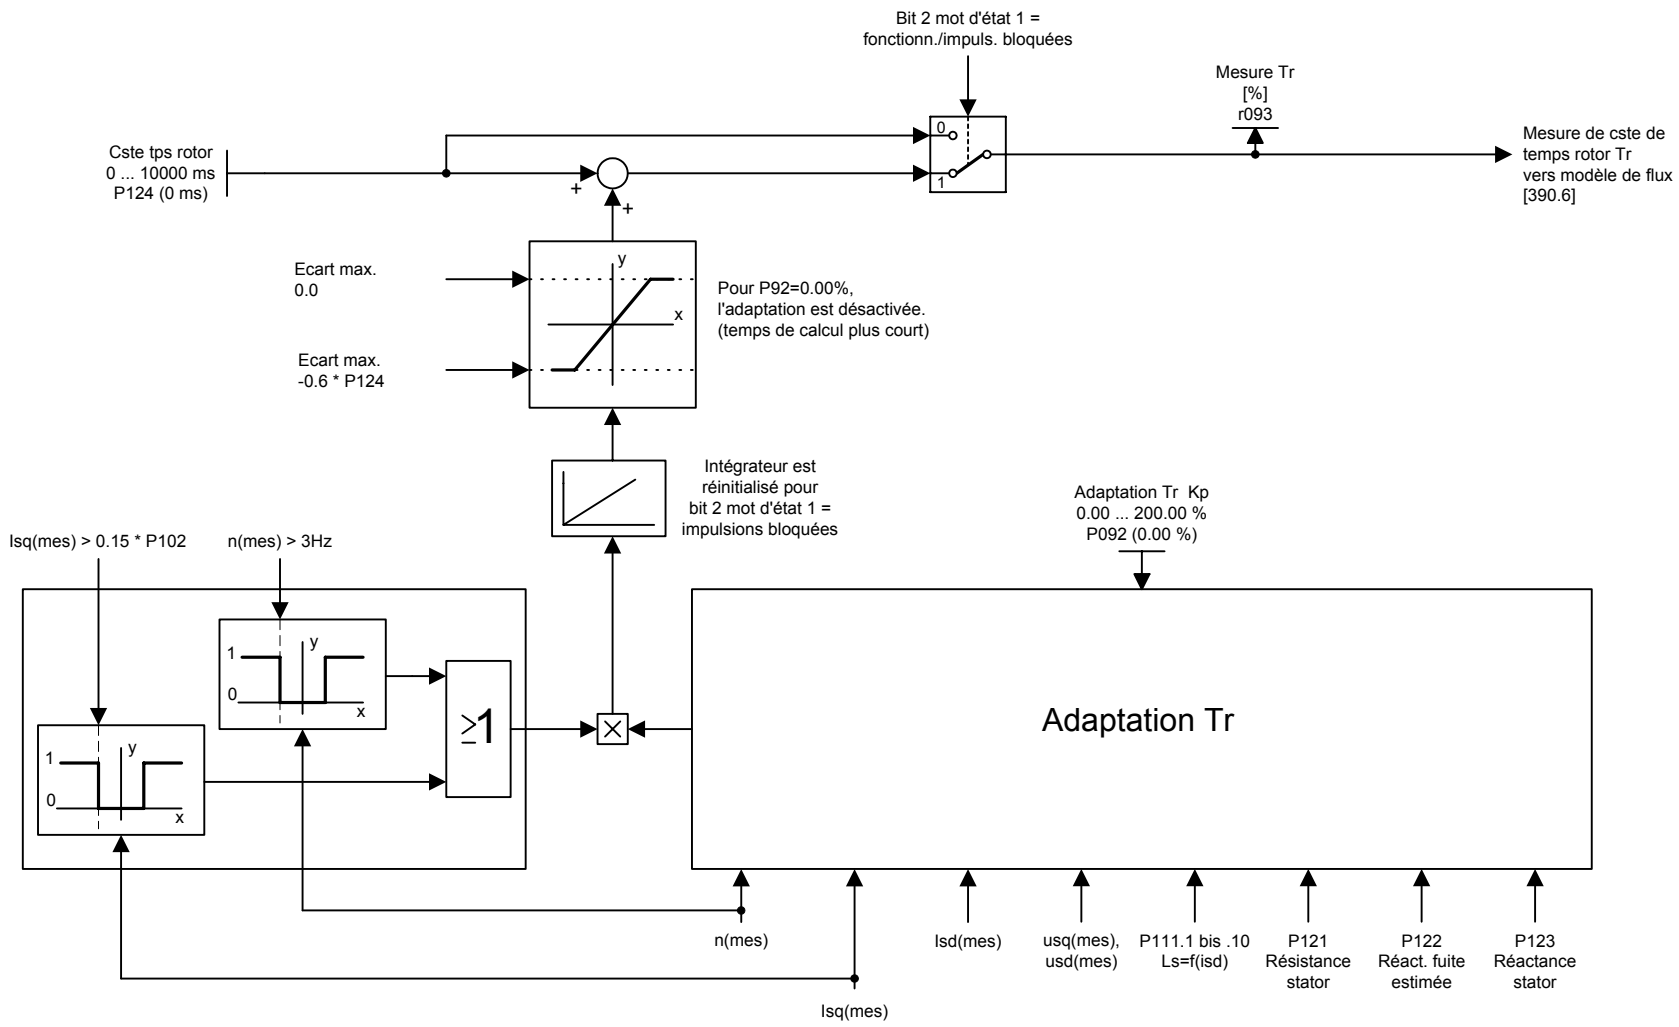 Bit 2 mot d'état 1 =
fonctionn./impuls. bloquées
Mesure Tr
[%]
r093
Cste tps rotor
0 ... 10000 ms
P124 (0 ms)
0
1
+
+
Mesure de cste de
temps rotor Tr
vers modèle de flux
[390.6]
Ecart max.
0.0
y
x
Pour P92=0.00%,
l'adaptation est désactivée.
(temps de calcul plus court)
Ecart max.
-0.6 * P124
Intégrateur est
réinitialisé pour
bit 2 mot d'état 1 =
impulsions bloquées
Adaptation Tr Kp
0.00 ... 200.00 %
P092 (0.00 %)
Isq(mes) > 0.15 * P102
n(mes) > 3Hz
1
0
y
x
1
0
y
x
≥1
Adaptation Tr
n(mes)
Isq(mes)
Isd(mes)
usq(mes),
usd(mes)
P111.1 bis .10
Ls=f(isd)
P121
Résistance
stator
P122
Réact. fuite
estimée
P123
Réactance
stator